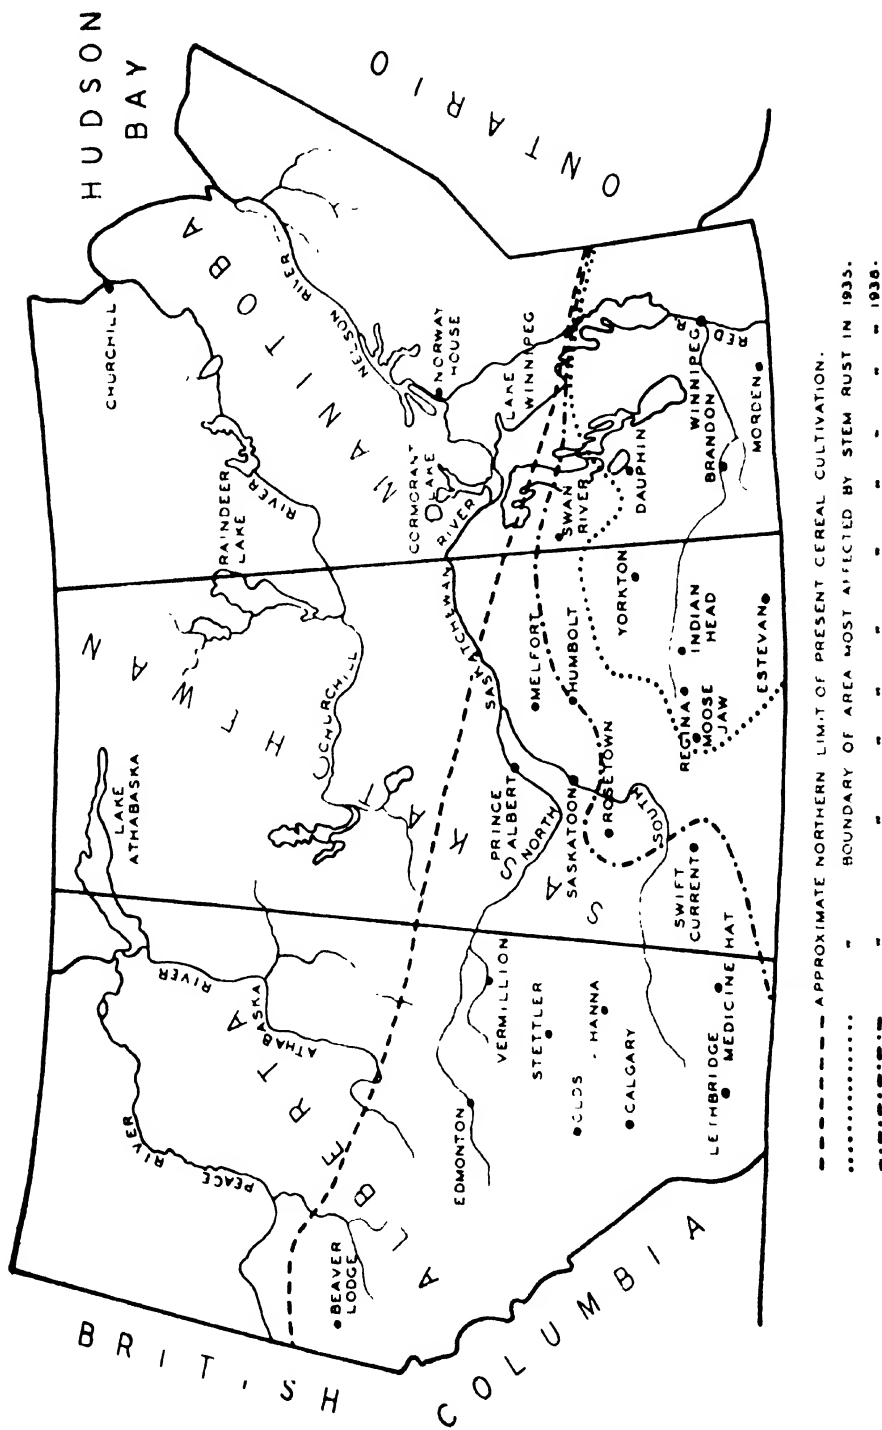 HUDSON
BAY
ONTARIO
BRITISH
COLUMBIA
MANITOBA
SASKATCHEWAN
ALBERTA
CHURCHILL
NELSON RIVER
NORWAY
HOUSE
LAKE
WINNIPEG
CORMORANT
LAKE
RAINDEER
LAKE
RIVER
CHURCHILL
SASKATCHEWAN RIVER
SWAN
RIVER
DAUPHIN
WINNIPEG
RED R
BRANDON
MORDEN
LAKE
ATHABASKA
MELFORT
HUMBOLT
YORKTON
INDIAN
HEAD
REGINA
MOOSE
JAW
ESTEVAN
PRINCE
ALBERT
NORTH
SASKATOON
ROSETOWN
SOUTH
SWIFT
CURRENT
RIVER
ATHABASKA
PEACE
RIVER
BEAVER
LODGE
EDMONTON
VERMILLION
STETTLER
HANNA
OLDS
CALGARY
LETHBRIDGE
MEDICINE HAT
APPROXIMATE NORTHERN LIMIT OF PRESENT CEREAL CULTIVATION.
" BOUNDARY OF AREA MOST AFFECTED BY STEM RUST IN 1935.
" " " " " " " " 1938.